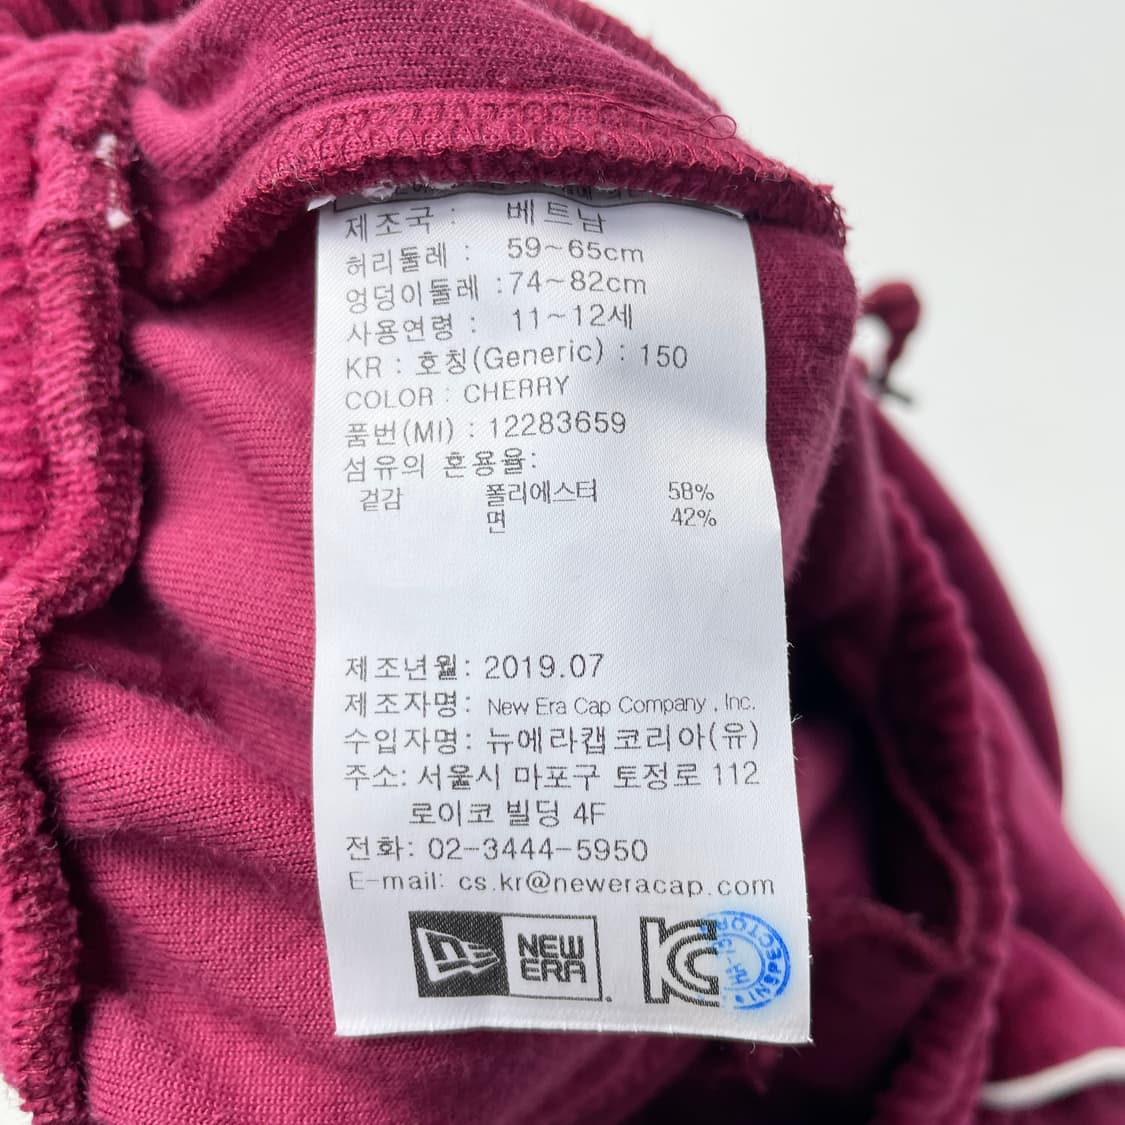 제조국 : 베트남
허리둘레 : 59~65cm
엉덩이둘레 :74~82cm
사용연령 : 11~12세
KR : 호칭(Generic) : 150
COLOR : CHERRY
품번(MI) : 12283659
섬유의 혼용율:
겉감 폴리에스터 58%
면 42%
제조년월: 2019.07
제조자명: New Era Cap Company , Inc.
수입자명: 뉴에라캡코리아(유)
주소: 서울시 마포구 토정로 112
로이코 빌딩 4F
전화: 02-3444-5950
E-mail: cs.kr@neweracap.com
NEW
ERA
KC
INSPECTOR